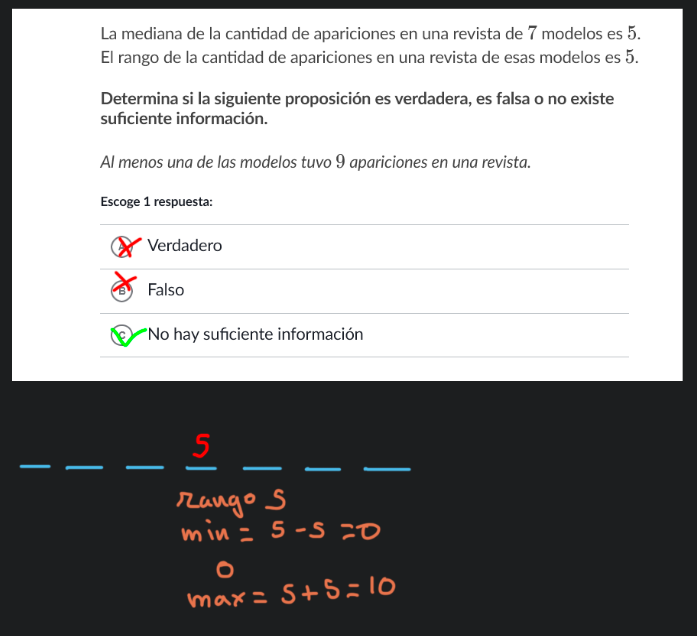 La mediana de la cantidad de apariciones en una revista de 7 modelos es 5.
El rango de la cantidad de apariciones en una revista de esas modelos es 5.
Determina si la siguiente proposición es verdadera, es falsa o no existe
suficiente información.
Al menos una de las modelos tuvo 9 apariciones en una revista.
Escoge 1 respuesta:
A Verdadero
B Falso
C No hay suficiente información
5
rango 5
min = 5 - 5 = 0
o
max = 5 + 5 = 10